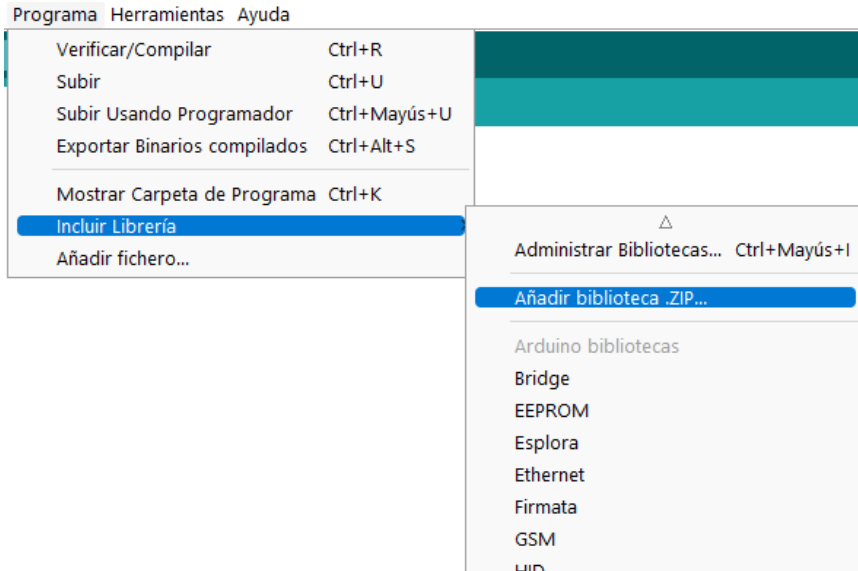 Programa Herramientas Ayuda
Verificar/Compilar Ctrl+R
Subir Ctrl+U
Subir Usando Programador Ctrl+Mayús+U
Exportar Binarios compilados Ctrl+Alt+S
Mostrar Carpeta de Programa Ctrl+K
Incluir Librería
Añadir fichero...
Administrar Bibliotecas... Ctrl+Mayús+I
Añadir biblioteca .ZIP...
Arduino bibliotecas
Bridge
EEPROM
Esplora
Ethernet
Firmata
GSM
HID